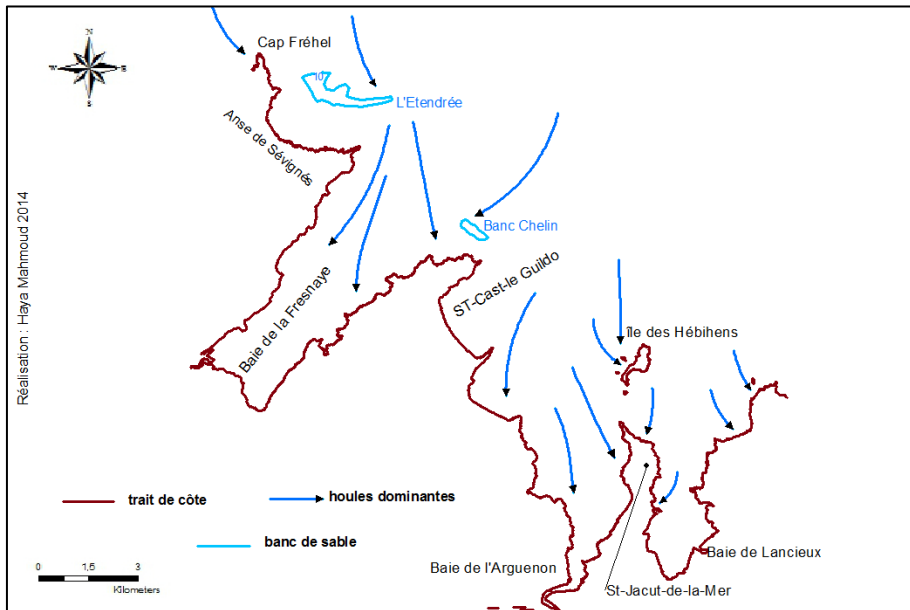 Cap Fréhel
N
W
E
S
10
L'Etendrée
Anse de Sévignés
Banc Chelin
ST-Cast-le Guildo
Baie de la Fresnaye
île des Hébihens
Réalisation : Haya Mahmoud 2014
trait de côte
houles dominantes
banc de sable
Baie de l'Arguenon
Baie de Lancieux
St-Jacut-de-la-Mer
0 1,5 3
Kilometers